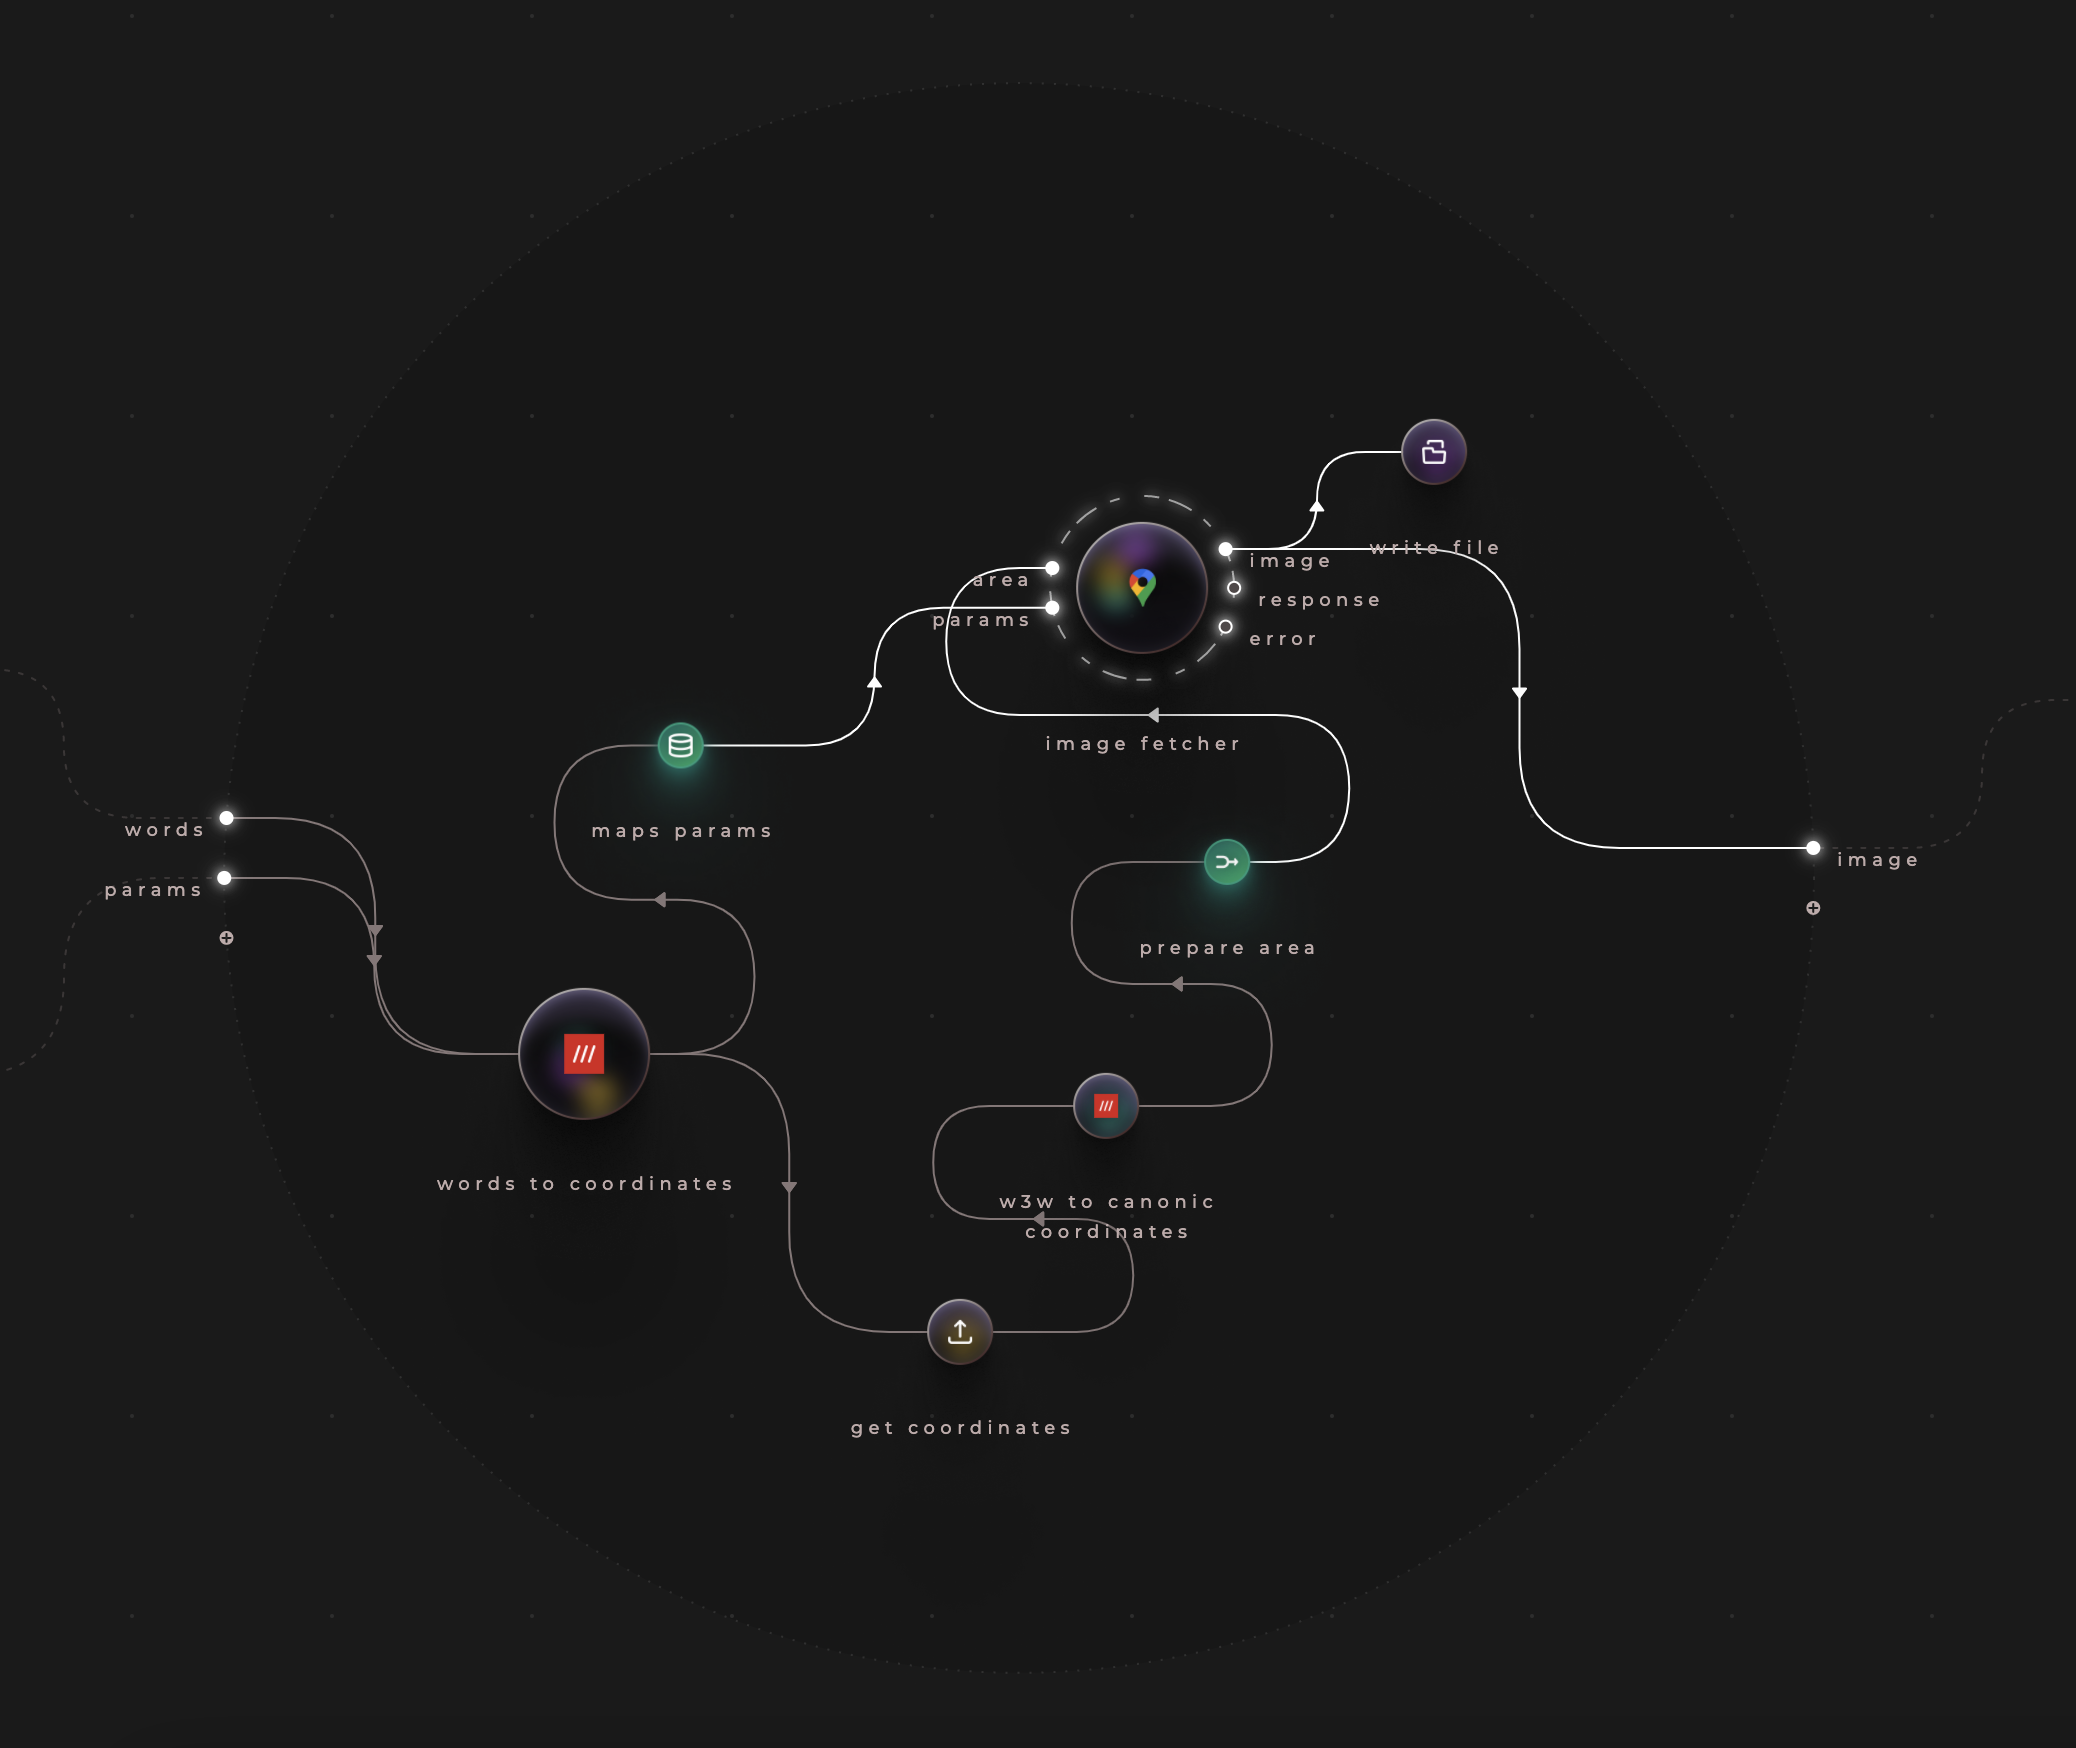 write file
image
area
response
params
error
image fetcher
maps params
words
image
params
prepare area
words to coordinates
w3w to canonic
coordinates
get coordinates